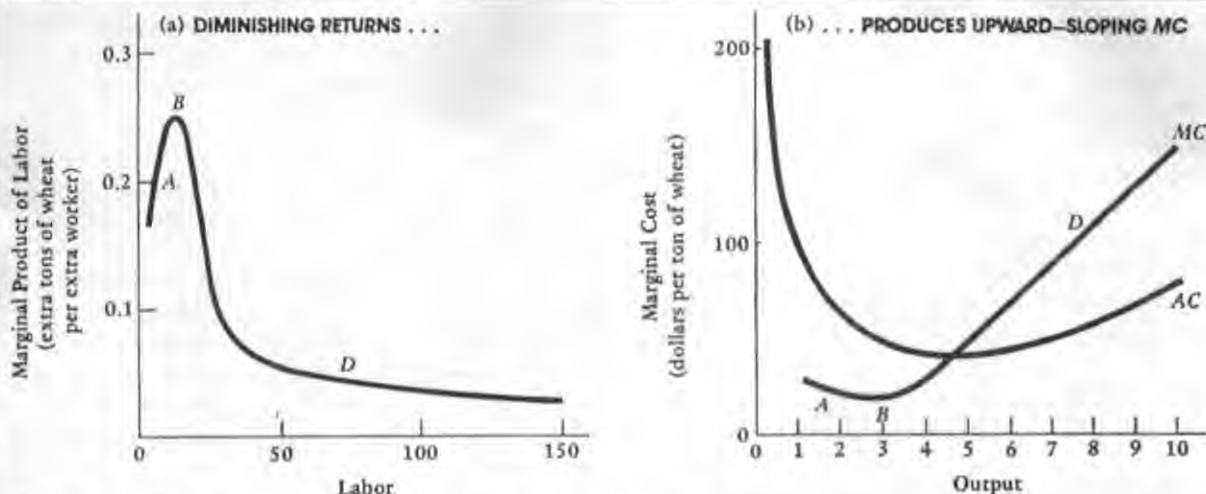 (a) DIMINISHING RETURNS . . .
0.3
0.2
0.1
0
50
100
150
B
A
D
Marginal Product of Labor
(extra tons of wheat
per extra worker)
Labor
(b) . . . PRODUCES UPWARD–SLOPING MC
200
100
0
0 1 2 3 4 5 6 7 8 9 10
MC
D
AC
A
B
Marginal Cost
(dollars per ton of wheat)
Output